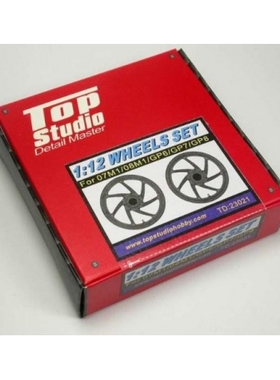 Top
Studio
Detail Master
1:12 WHEELS SET
For 07M1/08M1/GP6/GP7/GP8
TD-23021
www.topstudiohobby.com
1:12 WHEELS SET